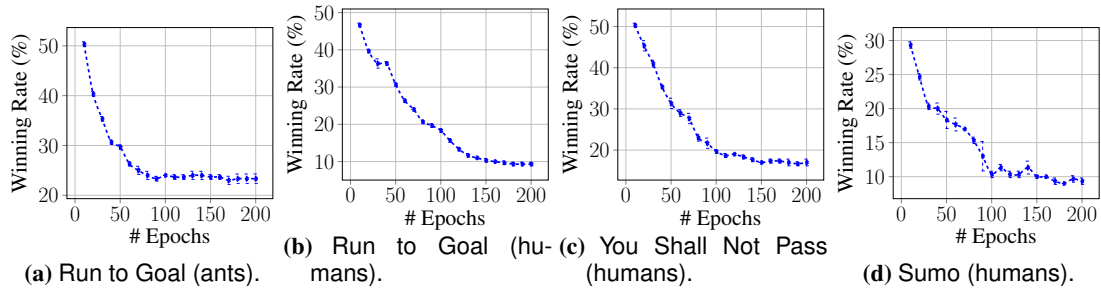 50
40
30
20
0
50
100
150
200
Winning Rate (%)
# Epochs
(a) Run to Goal (ants).
50
40
30
20
10
0
50
100
150
200
Winning Rate (%)
# Epochs
(b) Run to Goal (hu-
mans).
50
40
30
20
0
50
100
150
200
Winning Rate (%)
# Epochs
(c) You Shall Not Pass
(humans).
30
25
20
15
10
0
50
100
150
200
Winning Rate (%)
# Epochs
(d) Sumo (humans).